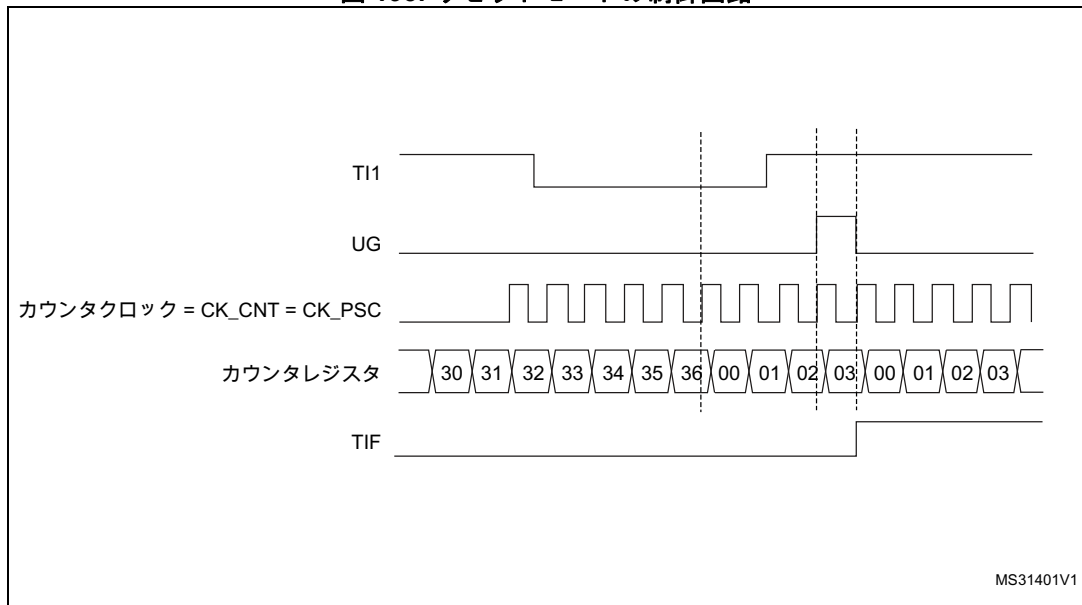 TI1
UG
カウンタクロック = CK_CNT = CK_PSC
カウンタレジスタ 30 31 32 33 34 35 36 00 01 02 03 00 01 02 03
TIF
MS31401V1